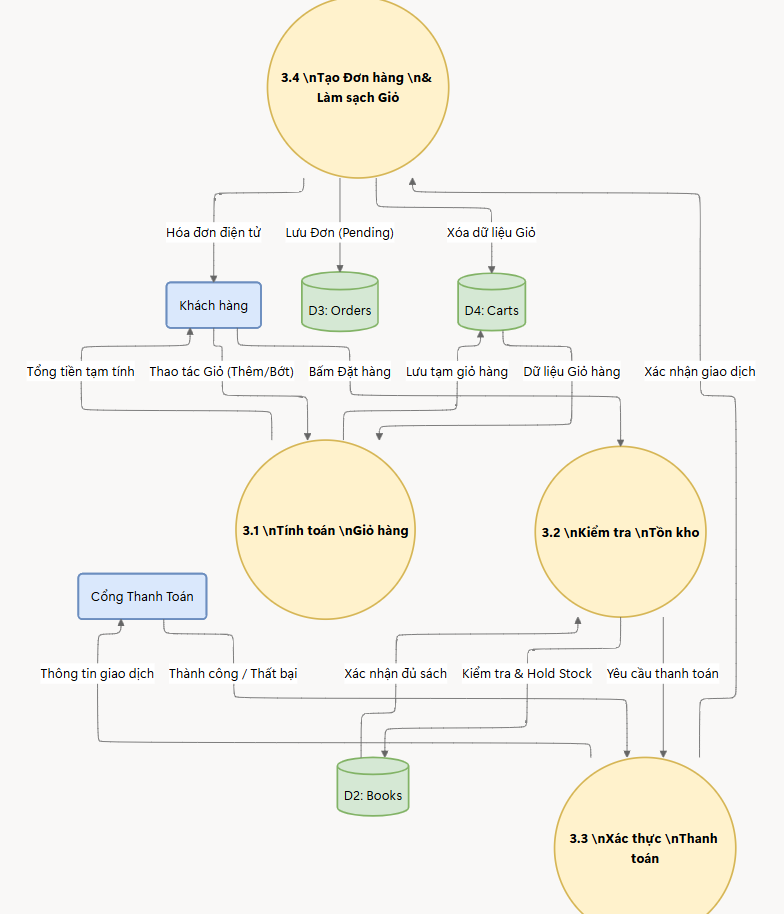 3.4 \nTạo Đơn hàng \n&
Làm sạch Giỏ
Hóa đơn điện tử
Lưu Đơn (Pending)
Xóa dữ liệu Giỏ
Khách hàng
D3: Orders
D4: Carts
Tổng tiền tạm tính
Thao tác Giỏ (Thêm/Bớt)
Bấm Đặt hàng
Lưu tạm giỏ hàng
Dữ liệu Giỏ hàng
Xác nhận giao dịch
3.1 \nTính toán \nGiỏ hàng
3.2 \nKiểm tra \nTồn kho
Cổng Thanh Toán
Thông tin giao dịch
Thành công / Thất bại
Xác nhận đủ sách
Kiểm tra & Hold Stock
Yêu cầu thanh toán
D2: Books
3.3 \nXác thực \nThanh
toán